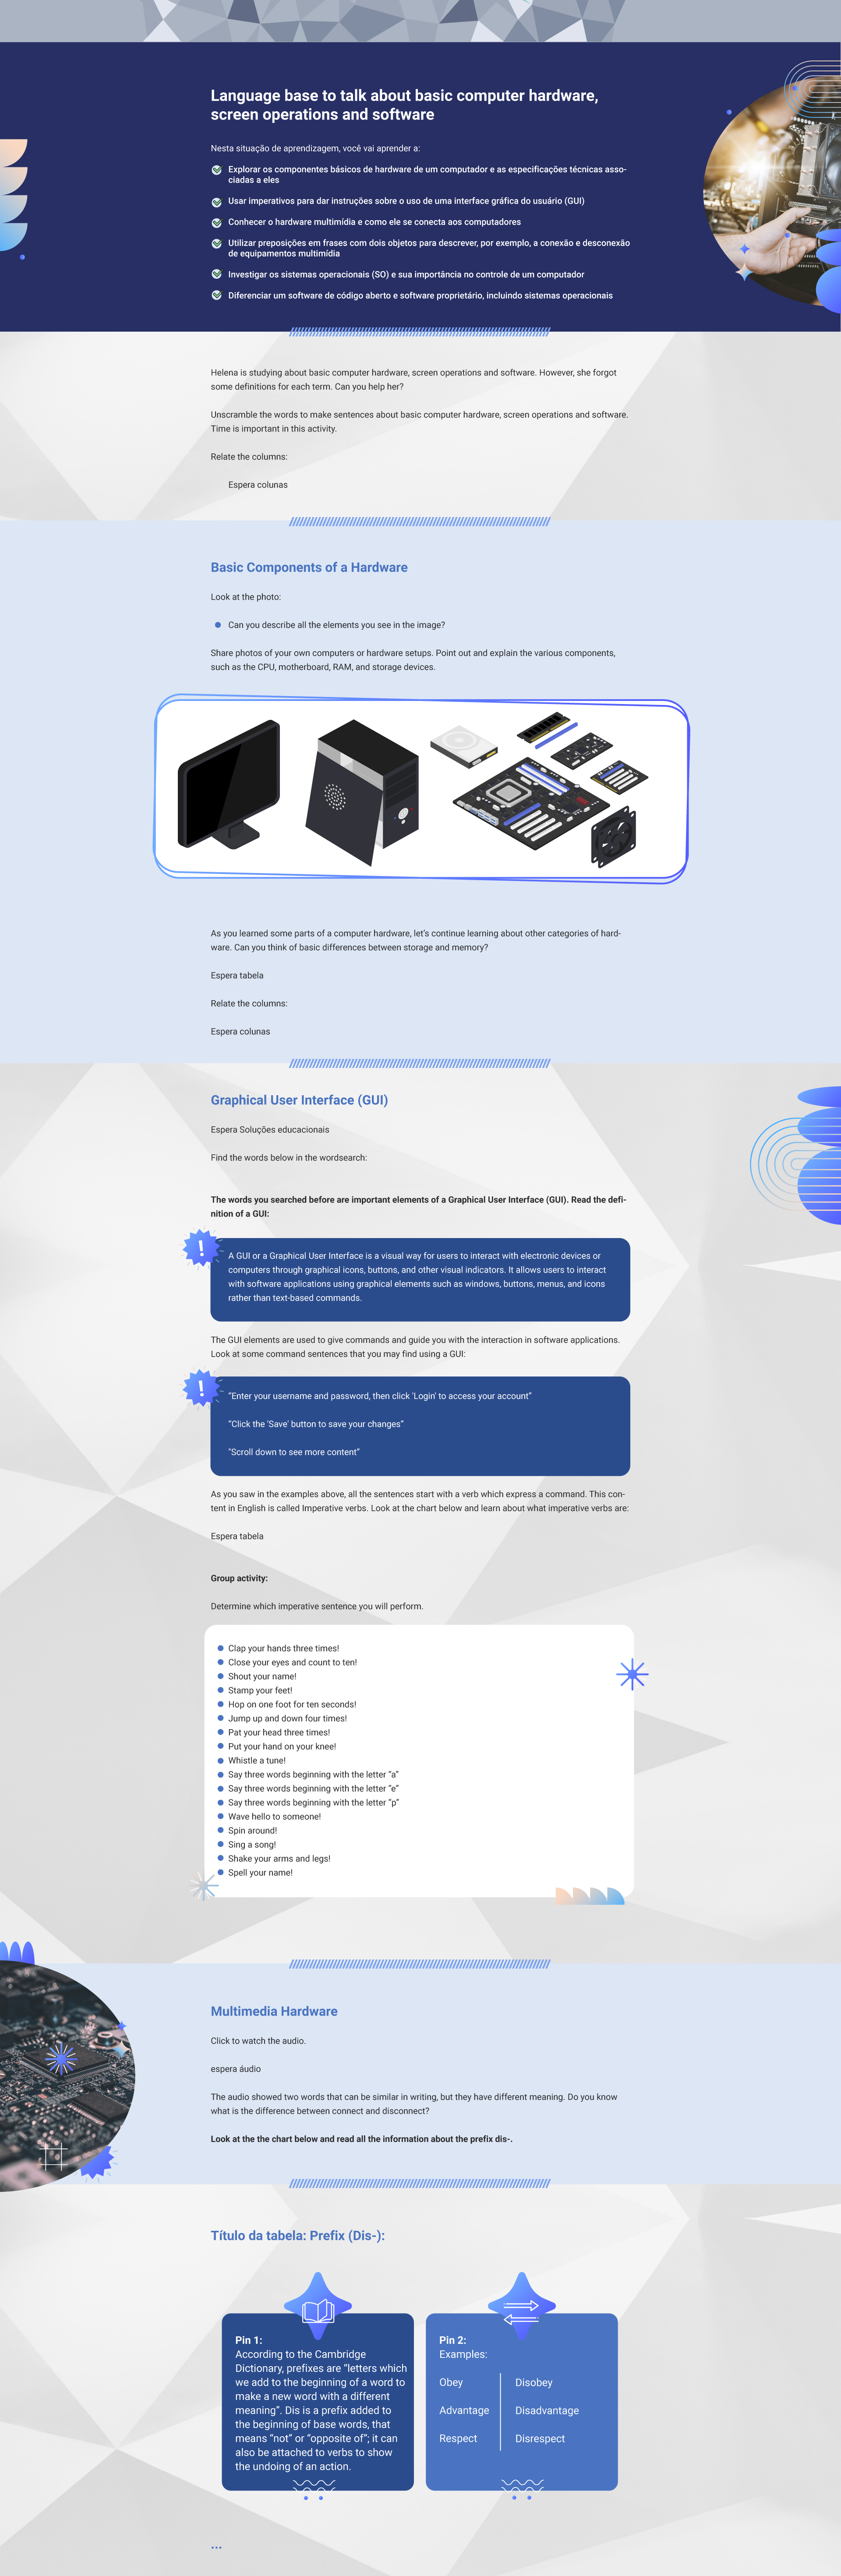 Language base to talk about basic computer hardware,
screen operations and software
Nesta situação de aprendizagem, você vai aprender a:
Explorar os componentes básicos de hardware de um computador e as especificações técnicas asso-
ciadas a eles
Usar imperativos para dar instruções sobre o uso de uma interface gráfica do usuário (GUI)
Conhecer o hardware multimídia e como ele se conecta aos computadores
Utilizar preposições em frases com dois objetos para descrever, por exemplo, a conexão e desconexão
de equipamentos multimídia
Investigar os sistemas operacionais (SO) e sua importância no controle de um computador
Diferenciar um software de código aberto e software proprietário, incluindo sistemas operacionais
Helena is studying about basic computer hardware, screen operations and software. However, she forgot
some definitions for each term. Can you help her?
Unscramble the words to make sentences about basic computer hardware, screen operations and software.
Time is important in this activity.
Relate the columns:
Espera colunas
Basic Components of a Hardware
Look at the photo:
Can you describe all the elements you see in the image?
Share photos of your own computers or hardware setups. Point out and explain the various components,
such as the CPU, motherboard, RAM, and storage devices.
As you learned some parts of a computer hardware, let's continue learning about other categories of hard-
ware. Can you think of basic differences between storage and memory?
Espera tabela
Relate the columns:
Espera colunas
Graphical User Interface (GUI)
Espera Soluções educacionais
Find the words below in the wordsearch:
The words you searched before are important elements of a Graphical User Interface (GUI). Read the defi-
nition of a GUI:
A GUI or a Graphical User Interface is a visual way for users to interact with electronic devices or
computers through graphical icons, buttons, and other visual indicators. It allows users to interact
with software applications using graphical elements such as windows, buttons, menus, and icons
rather than text-based commands.
The GUI elements are used to give commands and guide you with the interaction in software applications.
Look at some command sentences that you may find using a GUI:
"Enter your username and password, then click 'Login' to access your account"
"Click the 'Save' button to save your changes"
"Scroll down to see more content"
As you saw in the examples above, all the sentences start with a verb which express a command. This con-
tent in English is called Imperative verbs. Look at the chart below and learn about what imperative verbs are:
Espera tabela
Group activity:
Determine which imperative sentence you will perform.
Clap your hands three times!
Close your eyes and count to ten!
Shout your name!
Stamp your feet!
Hop on one foot for ten seconds!
Jump up and down four times!
Pat your head three times!
Put your hand on your knee!
Whistle a tune!
Say three words beginning with the letter "a"
Say three words beginning with the letter "e"
Say three words beginning with the letter "p"
Wave hello to someone!
Spin around!
Sing a song!
Shake your arms and legs!
Spell your name!
Multimedia Hardware
Click to watch the audio.
espera áudio
The audio showed two words that can be similar in writing, but they have different meaning. Do you know
what is the difference between connect and disconnect?
Look at the the chart below and read all the information about the prefix dis-.
Título da tabela: Prefix (Dis-):
Pin 1:
According to the Cambridge
Dictionary, prefixes are "letters which
we add to the beginning of a word to
make a new word with a different
meaning". Dis is a prefix added to
the beginning of base words, that
means "not" or "opposite of"; it can
also be attached to verbs to show
the undoing of an action.
Pin 2:
Examples:
Obey Disobey
Advantage Disadvantage
Respect Disrespect
...